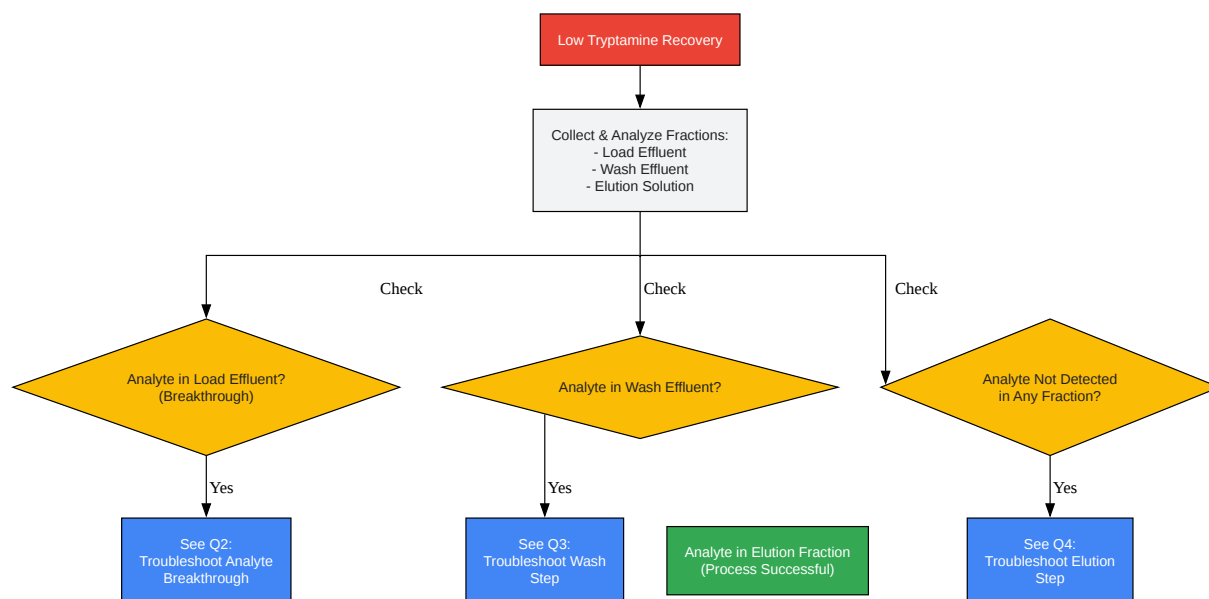 Low Tryptamine Recovery
Collect & Analyze Fractions:
- Load Effluent
- Wash Effluent
- Elution Solution
Check
Check
Check
Analyte in Load Effluent?
(Breakthrough)
Analyte in Wash Effluent?
Analyte Not Detected
in Any Fraction?
Yes
Yes
Yes
See Q2:
Troubleshoot Analyte
Breakthrough
See Q3:
Troubleshoot Wash
Step
Analyte in Elution Fraction
(Process Successful)
See Q4:
Troubleshoot Elution
Step